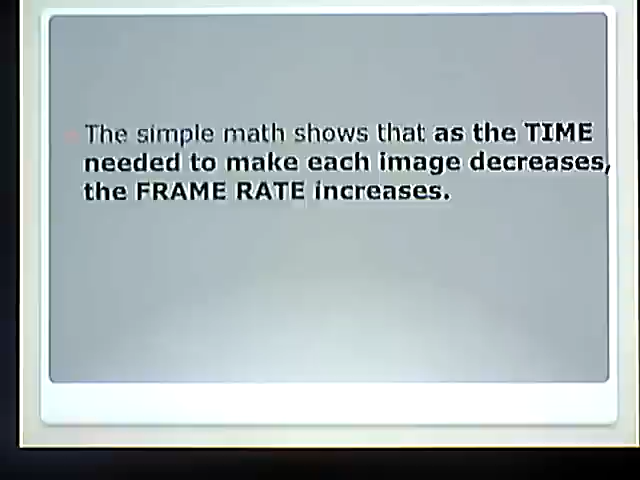 The simple math shows that as the TIME
needed to make each image decreases,
the FRAME RATE increases.